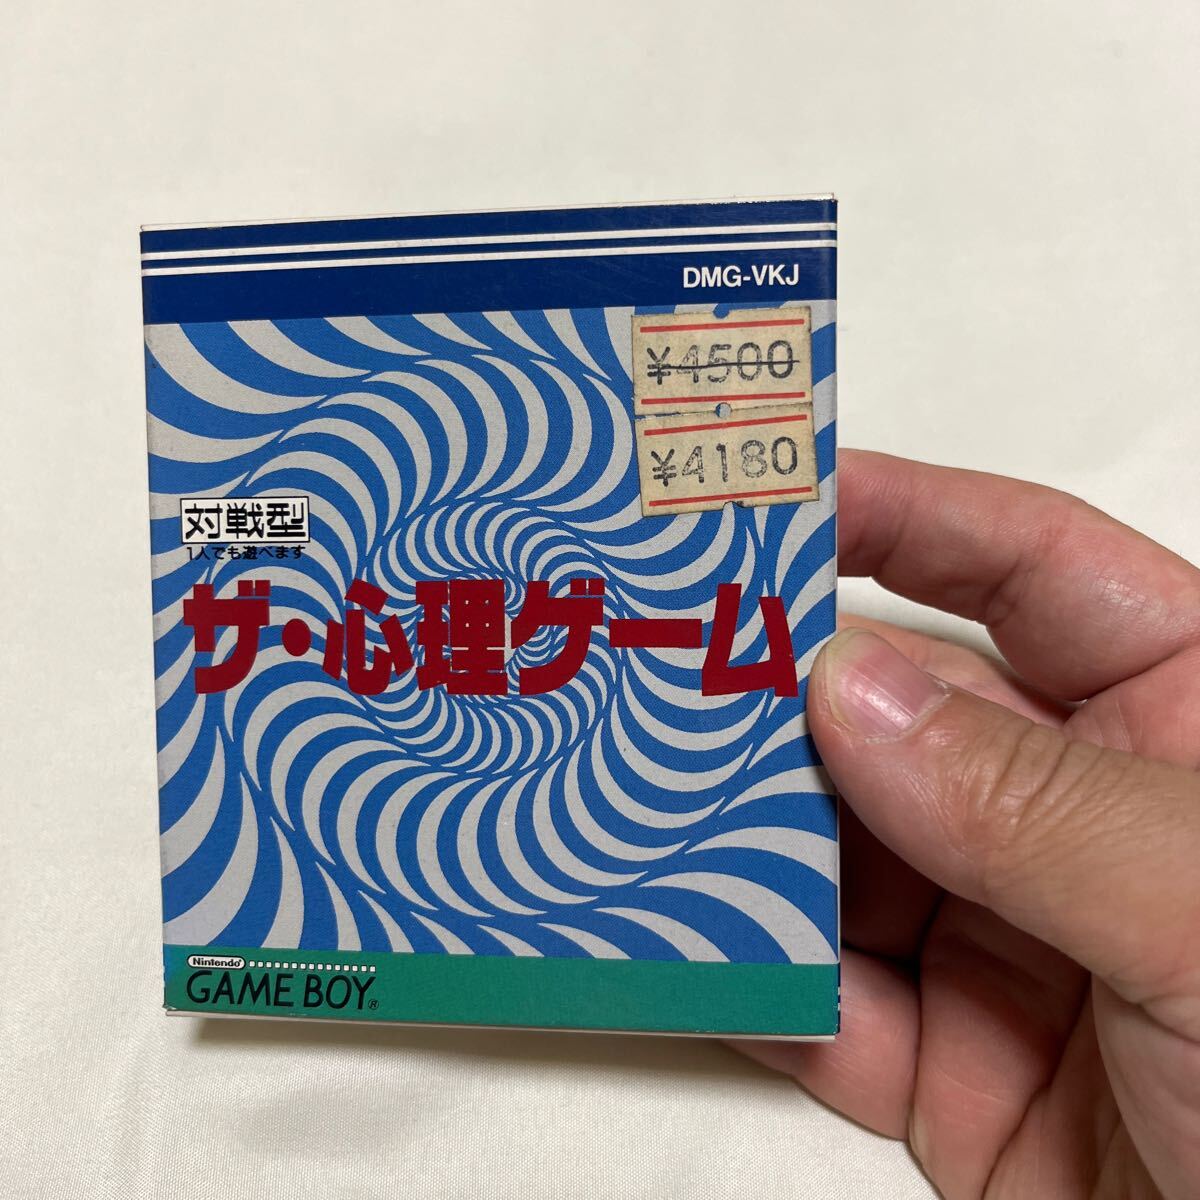 DMG-VKJ
¥4500
¥4180
対戦型
1人でも遊べます
ザ・心理ゲーム
Nintendo
GAME BOY®